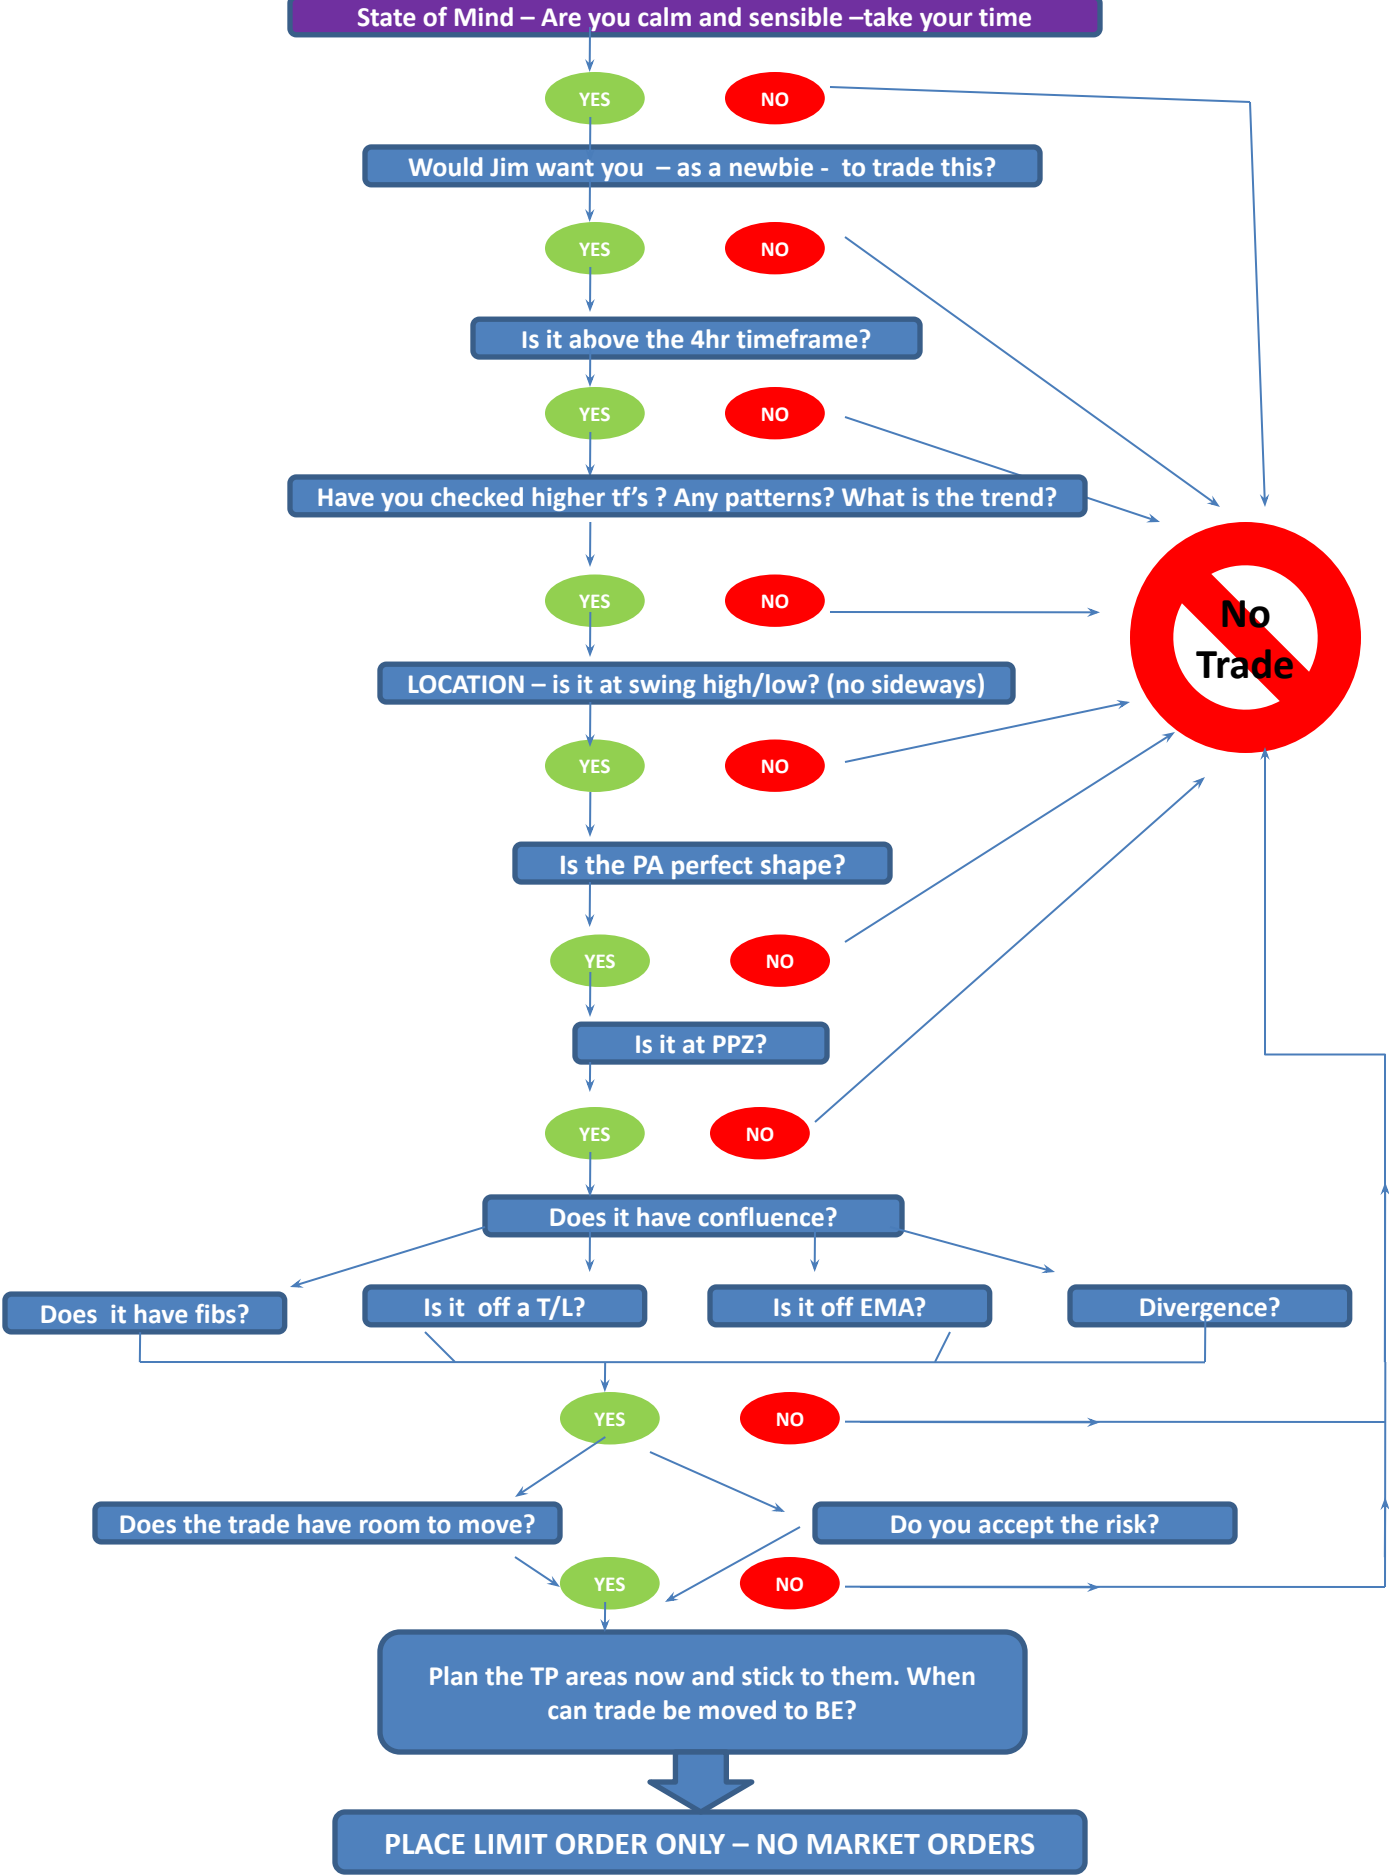 State of Mind – Are you calm and sensible –take your time
YES
NO
Would Jim want you – as a newbie - to trade this?
YES
NO
Is it above the 4hr timeframe?
YES
NO
Have you checked higher tf’s ? Any patterns? What is the trend?
YES
NO
No
Trade
LOCATION – is it at swing high/low? (no sideways)
YES
NO
Is the PA perfect shape?
YES
NO
Is it at PPZ?
YES
NO
Does it have confluence?
Does it have fibs?
Is it off a T/L?
Is it off EMA?
Divergence?
YES
NO
Does the trade have room to move?
Do you accept the risk?
YES
NO
Plan the TP areas now and stick to them. When
can trade be moved to BE?
PLACE LIMIT ORDER ONLY – NO MARKET ORDERS